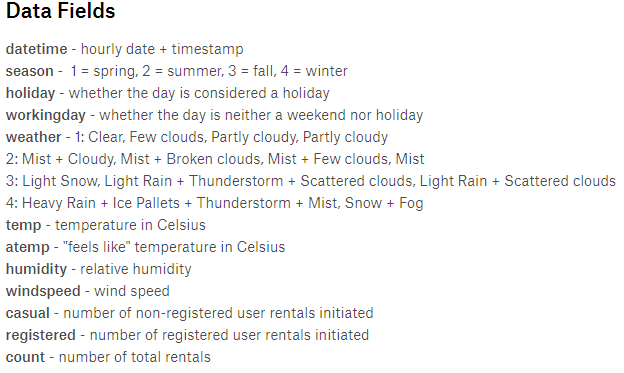 Data Fields
datetime - hourly date + timestamp
season - 1 = spring, 2 = summer, 3 = fall, 4 = winter
holiday - whether the day is considered a holiday
workingday - whether the day is neither a weekend nor holiday
weather - 1: Clear, Few clouds, Partly cloudy, Partly cloudy
2: Mist + Cloudy, Mist + Broken clouds, Mist + Few clouds, Mist
3: Light Snow, Light Rain + Thunderstorm + Scattered clouds, Light Rain + Scattered clouds
4: Heavy Rain + Ice Pallets + Thunderstorm + Mist, Snow + Fog
temp - temperature in Celsius
atemp - "feels like" temperature in Celsius
humidity - relative humidity
windspeed - wind speed
casual - number of non-registered user rentals initiated
registered - number of registered user rentals initiated
count - number of total rentals